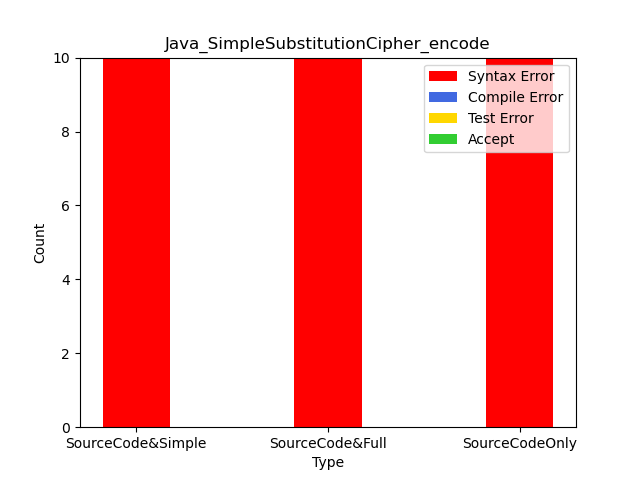 Java_SimpleSubstitutionCipher_encode
10
8
6
4
2
0
Count
Syntax Error
Compile Error
Test Error
Accept
SourceCode&Simple
SourceCode&Full
SourceCodeOnly
Type